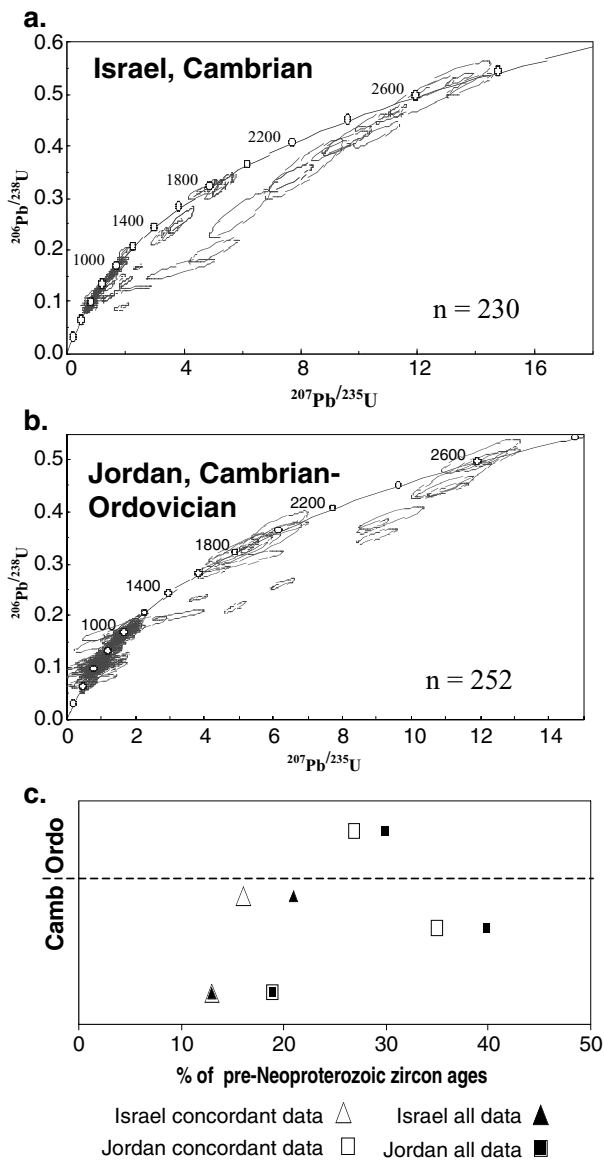 a.
Israel, Cambrian
0.6
0.5
0.4
0.3
0.2
0.1
0.0
206Pb/238U
1000
1400
1800
2200
2600
n = 230
0 4 8 12 16
207Pb/235U
b.
Jordan, Cambrian-
Ordovician
0.5
0.4
0.3
0.2
0.1
0.0
206Pb/238U
1000
1400
1800
2200
2600
n = 252
0 2 4 6 8 10 12 14
207Pb/235U
c.
Ordo
Camb
0 10 20 30 40 50
% of pre-Neoproterozoic zircon ages
Israel concordant data Israel all data
Jordan concordant data Jordan all data